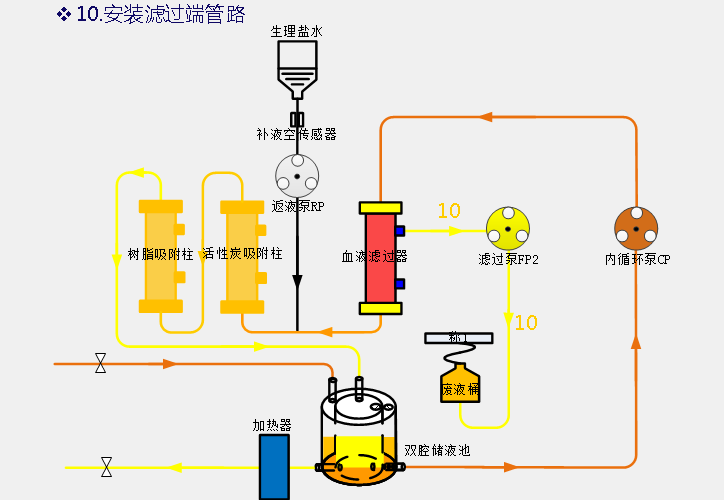 ❖ 10.安装滤过端管路
生理盐水
补液空传感器
返液泵RP
树脂吸附柱
活性炭吸附柱
血液滤过器
10
滤过泵FP2
内循环泵CP
10
称1
废液桶
加热器
双腔储液池